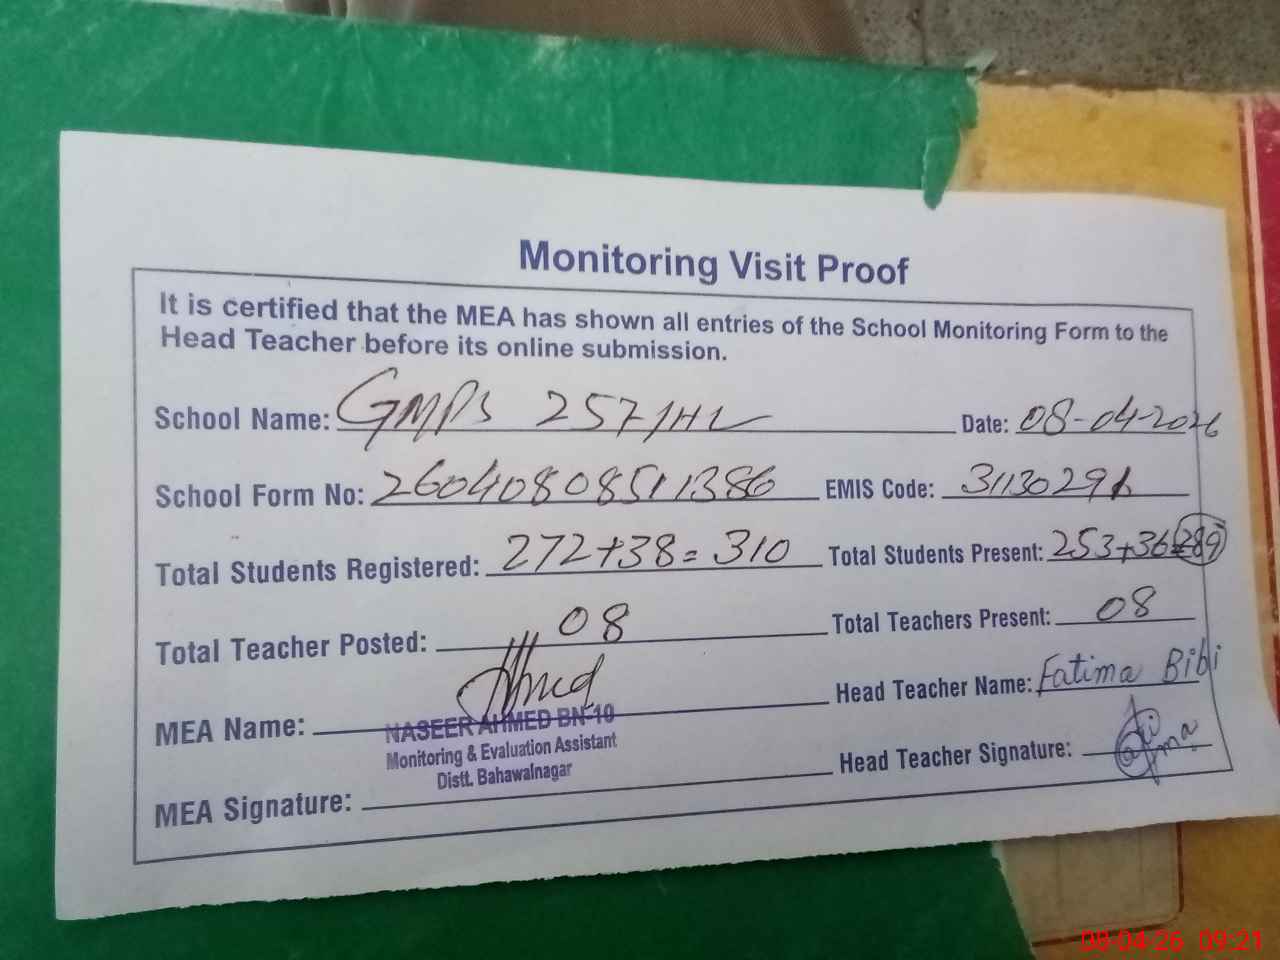 Monitoring Visit Proof
It is certified that the MEA has shown all entries of the School Monitoring Form to the
Head Teacher before its online submission.
School Name: GMPS 257/HL Date: 08-04-2026
School Form No: 26040808511386 EMIS Code: 31130291
Total Students Registered: 272+38=310 Total Students Present: 253+36=289
Total Teacher Posted: 08 Total Teachers Present: 08
MEA Name: Ahmed Head Teacher Name: Fatima Bibi
NASEER AHMED BN-10
Monitoring & Evaluation Assistant
Distt. Bahawalnagar
MEA Signature: Head Teacher Signature:
08-04-26 09:21